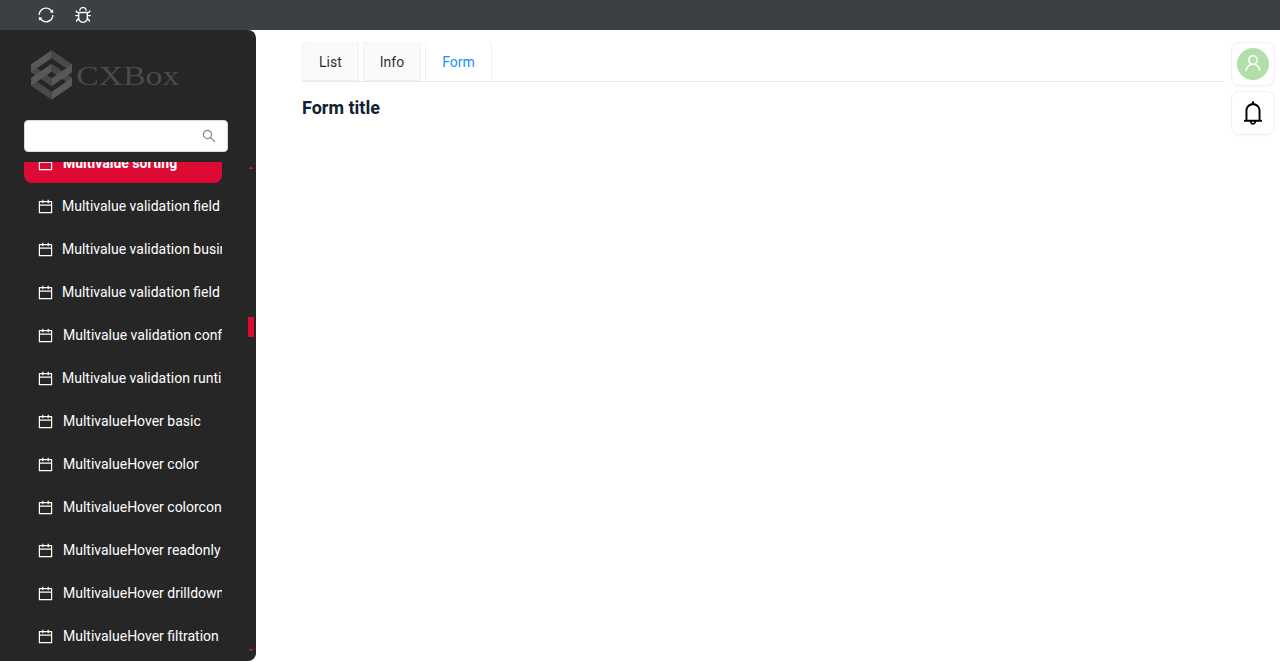 CXBox
Multivalue sorting
Multivalue validation field
Multivalue validation busi
Multivalue validation field
Multivalue validation conf
Multivalue validation runti
MultivalueHover basic
MultivalueHover color
MultivalueHover colorcon
MultivalueHover readonly
MultivalueHover drilldown
MultivalueHover filtration
List Info Form
Form title